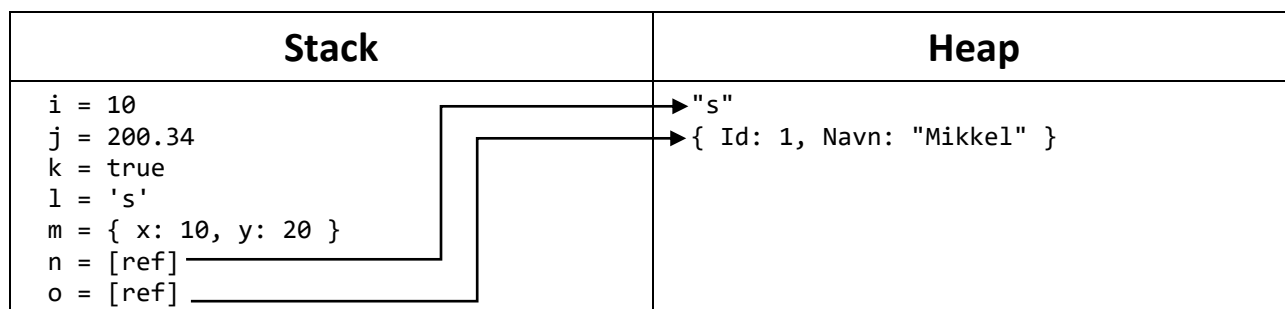 Stack
Heap
i = 10
j = 200.34
k = true
l = 's'
m = { x: 10, y: 20 }
n = [ref]
o = [ref]
"s"
{ Id: 1, Navn: "Mikkel" }